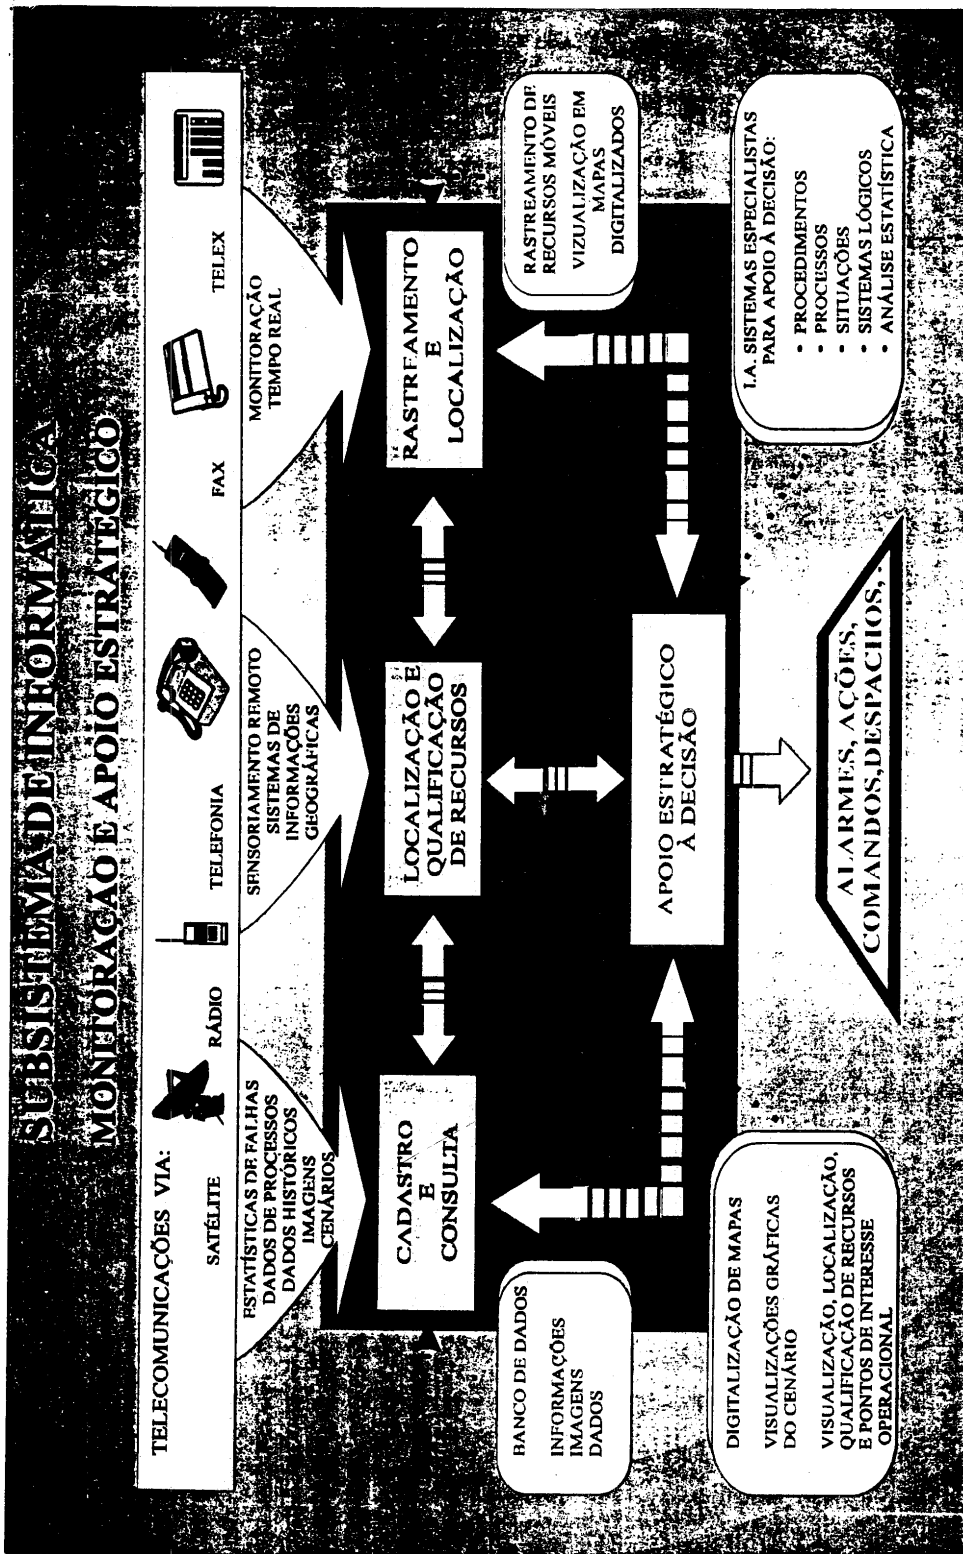 SUBSISTEMA DE INFORMÁTICA
MONITORAÇÃO E APOIO ESTRATÉGICO
TELECOMUNICAÇÕES VIA:
SATÉLITE
RÁDIO
TELEFONIA
FAX
TELEX
ESTATÍSTICAS DE FALHAS
DADOS DE PROCESSOS
DADOS HISTÓRICOS
IMAGENS
CENÁRIOS
SENSORIAMENTO REMOTO
SISTEMAS DE
INFORMAÇÕES
GEOGRÁFICAS
MONITORAÇÃO
TEMPO REAL
CADASTRO
E
CONSULTA
LOCALIZAÇÃO E
QUALIFICAÇÃO
DE RECURSOS
RASTREAMENTO
E
LOCALIZAÇÃO
BANCO DE DADOS
INFORMAÇÕES
IMAGENS
DADOS
RASTREAMENTO DE
RECURSOS MÓVEIS
VIZUALIZAÇÃO EM
MAPAS
DIGITALIZADOS
APOIO ESTRATÉGICO
À DECISÃO
DIGITALIZAÇÃO DE MAPAS
VISUALIZAÇÕES GRÁFICAS
DO CENÁRIO
VISUALIZAÇÃO, LOCALIZAÇÃO,
QUALIFICAÇÃO DE RECURSOS
E PONTOS DE INTERESSE
OPERACIONAL
I.A. SISTEMAS ESPECIALISTAS
PARA APOIO À DECISÃO:
• PROCEDIMENTOS
• PROCESSOS
• SITUAÇÕES
• SISTEMAS LÓGICOS
• ANÁLISE ESTATÍSTICA
ALARMES, AÇÕES,
COMANDOS,DESPACHOS, .